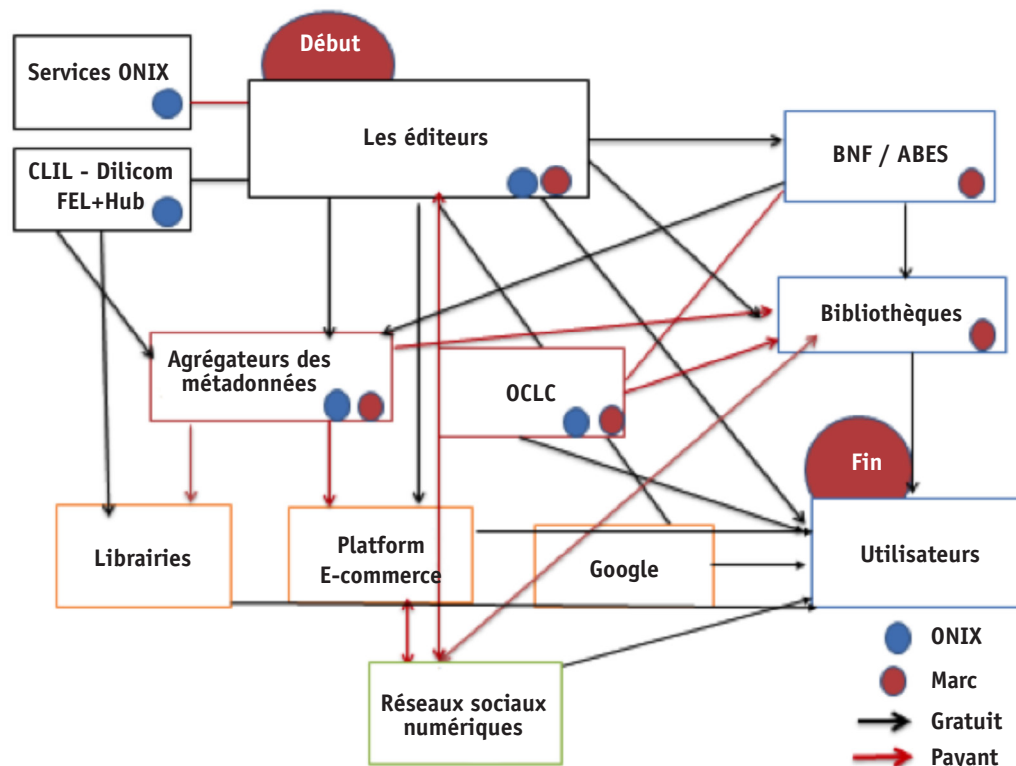 Début
Services ONIX
Les éditeurs
BNF / ABES
CLIL - Dilicom
FEL+Hub
Bibliothèques
Agrégateurs des
métadonnées
OCLC
Fin
Librairies
Platform
E-commerce
Google
Utilisateurs
ONIX
Marc
Réseaux sociaux
numériques
Gratuit
Payant